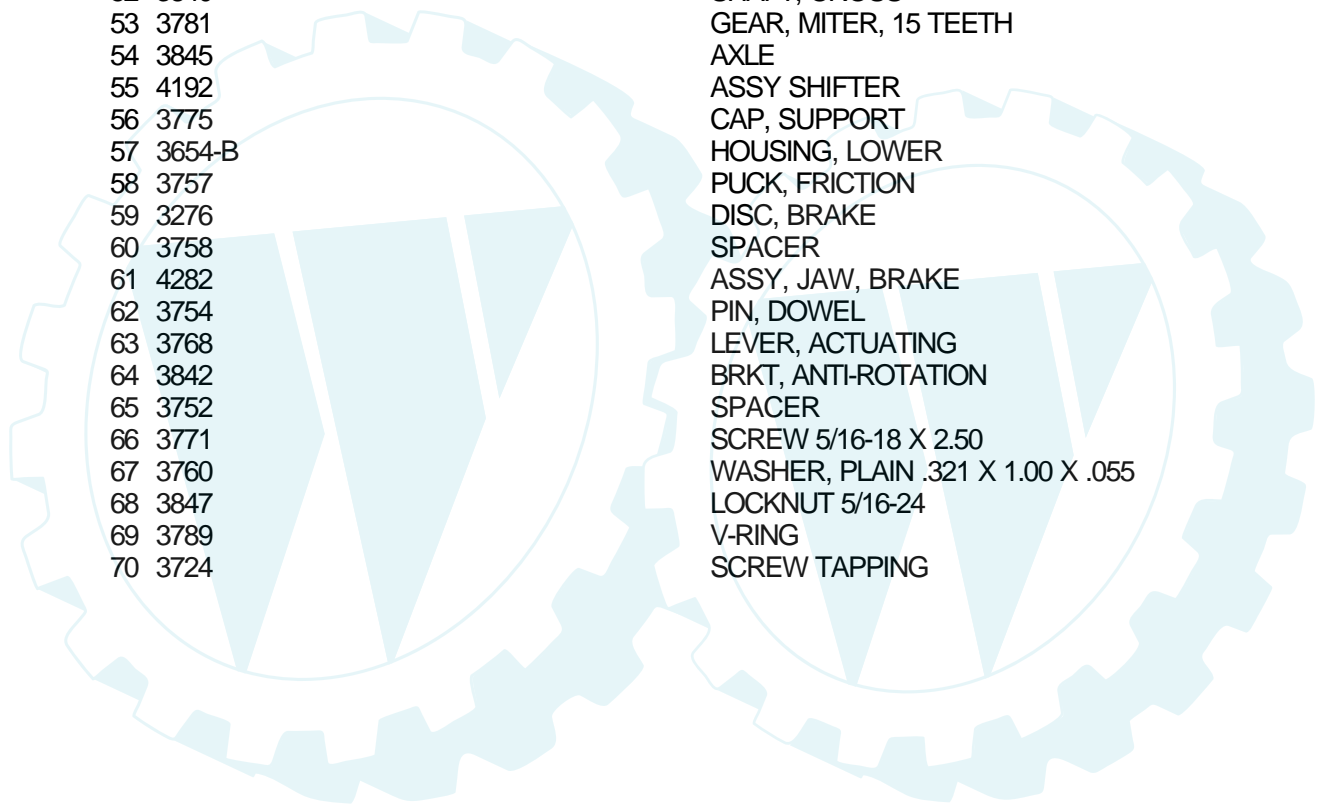 53 3781 GEAR, MITER, 15 TEETH
54 3845 AXLE
55 4192 ASSY SHIFTER
56 3775 CAP, SUPPORT
57 3654-B HOUSING, LOWER
58 3757 PUCK, FRICTION
59 3276 DISC, BRAKE
60 3758 SPACER
61 4282 ASSY, JAW, BRAKE
62 3754 PIN, DOWEL
63 3768 LEVER, ACTUATING
64 3842 BRKT, ANTI-ROTATION
65 3752 SPACER
66 3771 SCREW 5/16-18 X 2.50
67 3760 WASHER, PLAIN .321 X 1.00 X .055
68 3847 LOCKNUT 5/16-24
69 3789 V-RING
70 3724 SCREW TAPPING